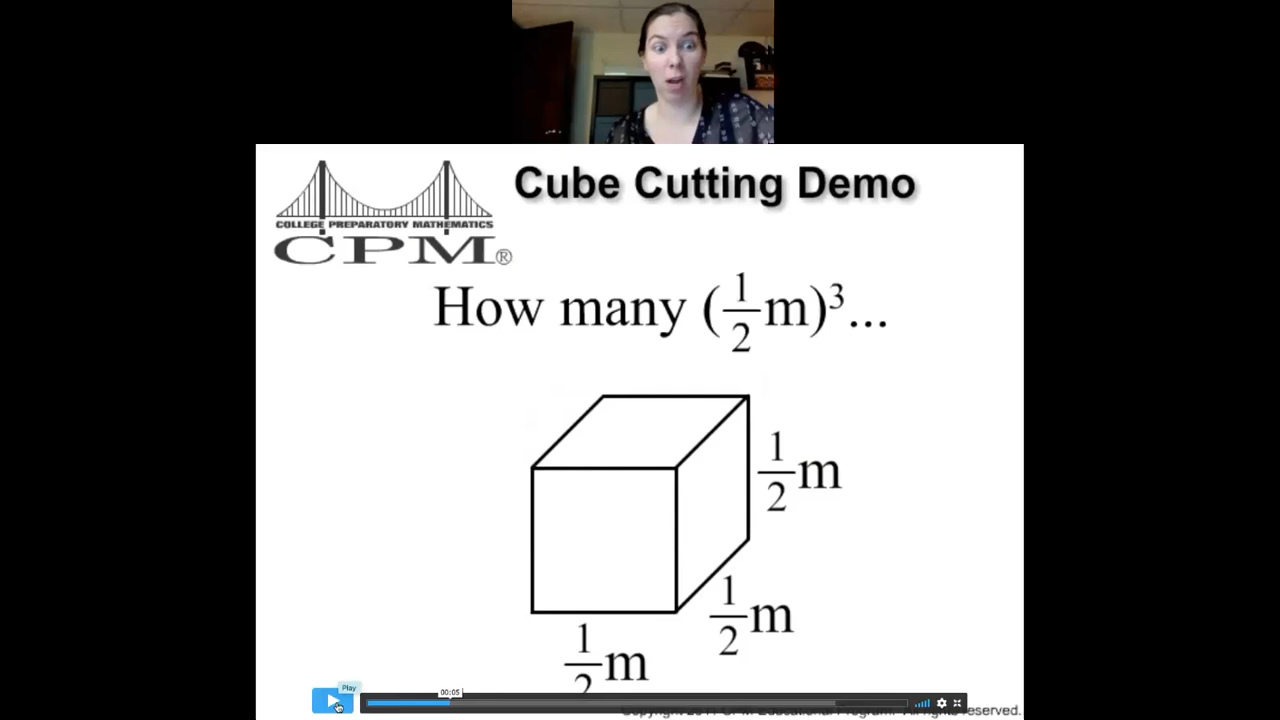 Cube Cutting Demo
COLLEGE PREPARATORY MATHEMATICS
CPM®
How many (1/2 m)³...
1/2 m
1/2 m
1/2 m
Play
00:05
reserved.